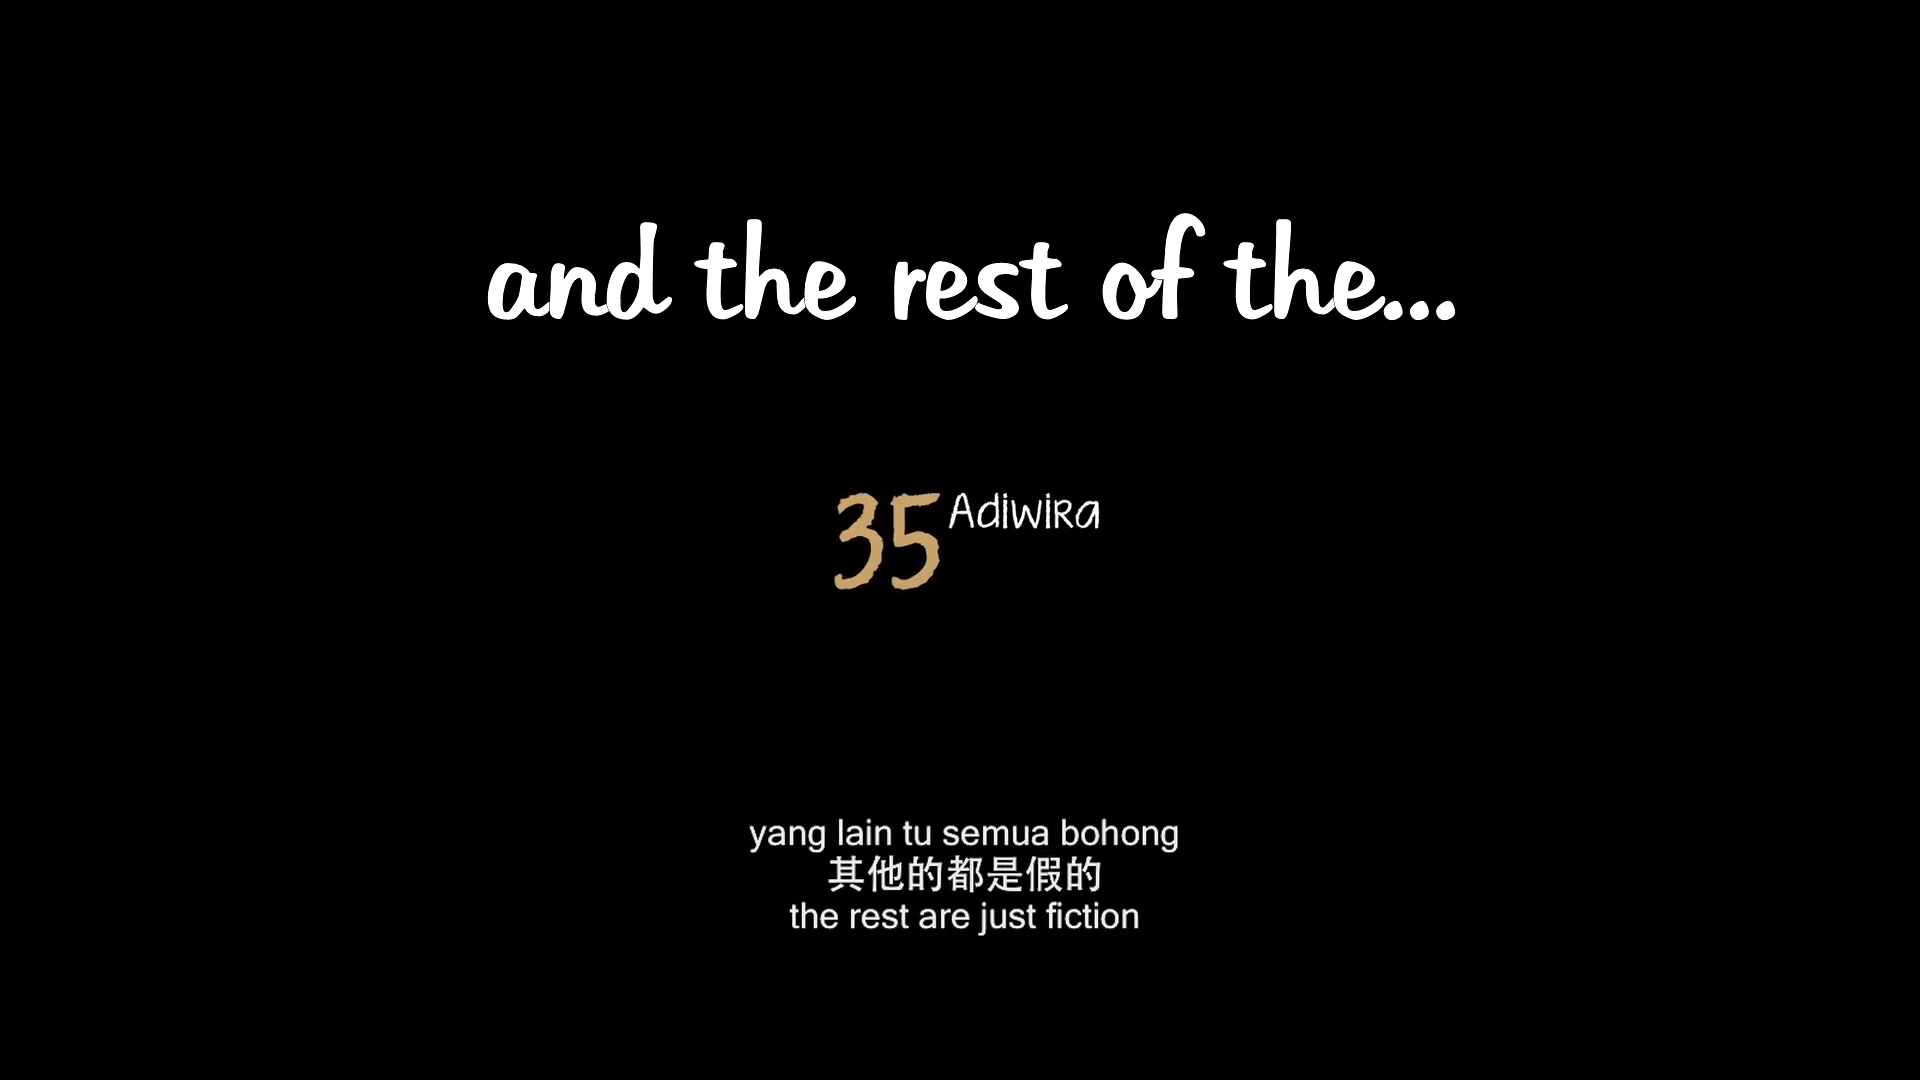 and the rest of the...
35 Adiwira
yang lain tu semua bohong
其他的都是假的
the rest are just fiction